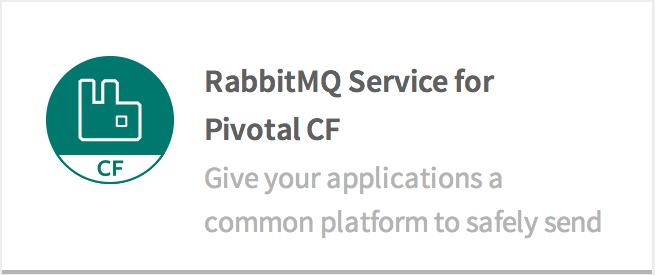 RabbitMQ Service for
Pivotal CF
Give your applications a
common platform to safely send
CF